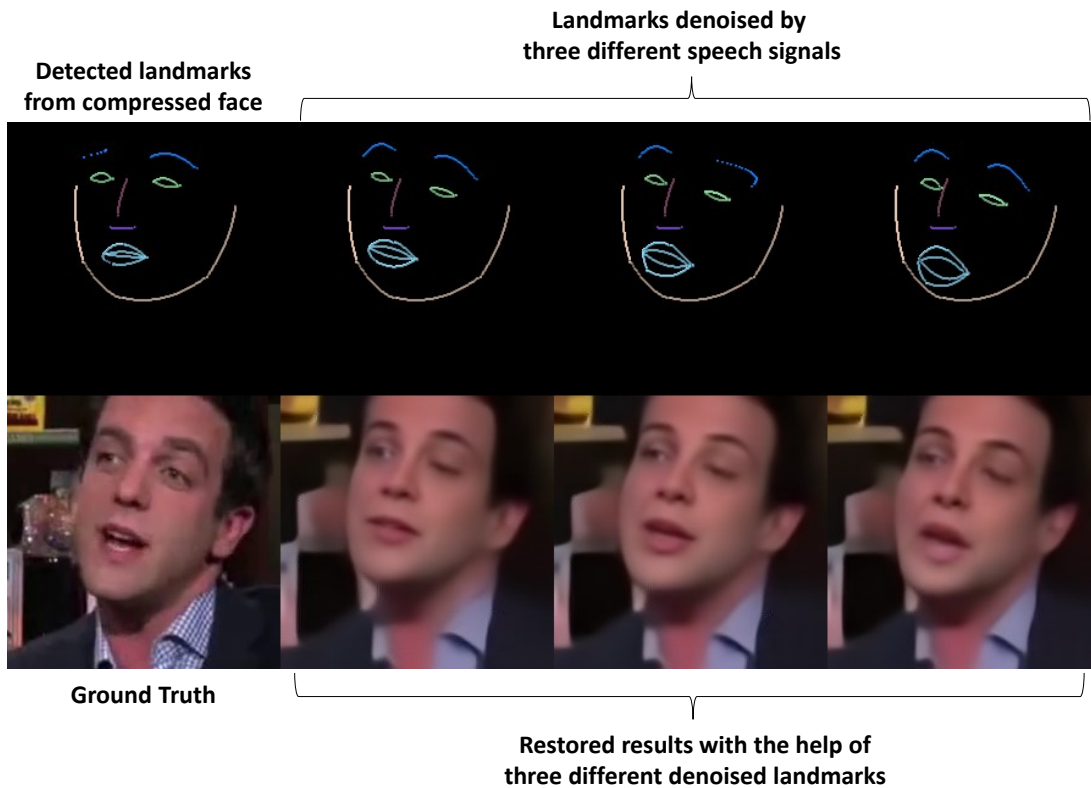 Landmarks denoised by
three different speech signals
Detected landmarks
from compressed face
Ground Truth
Restored results with the help of
three different denoised landmarks